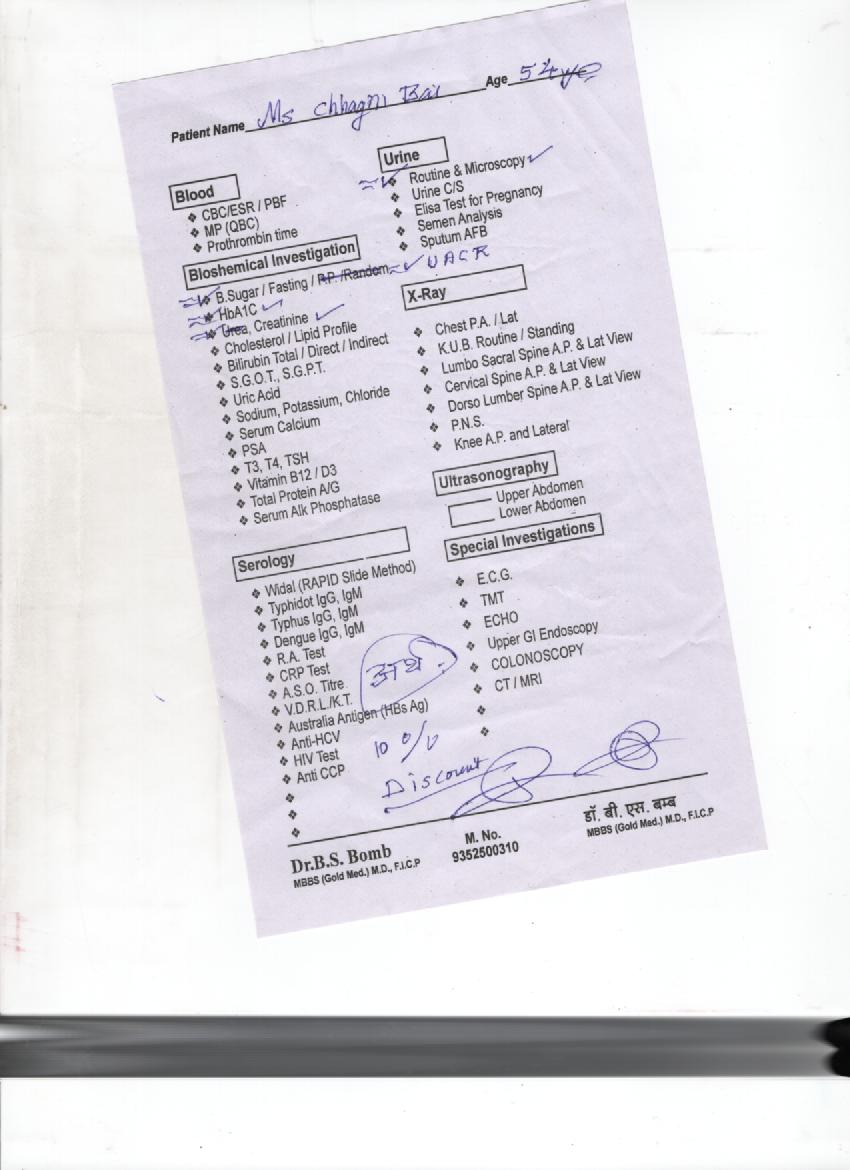 Patient Name Ms Chhagni Bai Age 54 yo
Blood
❖ CBC/ESR / PBF
❖ MP (QBC)
❖ Prothrombin time
Bioshemical Investigation
❖ B.Sugar / Fasting / P.P. /Random
❖ HbA1C
❖ Urea, Creatinine
❖ Cholesterol / Lipid Profile
❖ Bilirubin Total / Direct / Indirect
❖ S.G.O.T., S.G.P.T.
❖ Uric Acid
❖ Sodium, Potassium, Chloride
❖ Serum Calcium
❖ PSA
❖ T3, T4, TSH
❖ Vitamin B12 / D3
❖ Total Protein A/G
❖ Serum Alk Phosphatase
Serology
❖ Widal (RAPID Slide Method)
❖ Typhidot IgG, IgM
❖ Typhus IgG, IgM
❖ Dengue IgG, IgM
❖ R.A. Test
❖ CRP Test
❖ A.S.O. Titre
❖ V.D.R.L./K.T.
❖ Australia Antigen (HBs Ag)
❖ Anti-HCV
❖ HIV Test
❖ Anti CCP
Urine
❖ Routine & Microscopy
❖ Urine C/S
❖ Elisa Test for Pregnancy
❖ Semen Analysis
❖ Sputum AFB
UACR
X-Ray
❖ Chest P.A. / Lat
❖ K.U.B. Routine / Standing
❖ Lumbo Sacral Spine A.P. & Lat View
❖ Cervical Spine A.P. & Lat View
❖ Dorso Lumber Spine A.P. & Lat View
❖ P.N.S.
❖ Knee A.P. and Lateral
Ultrasonography
Upper Abdomen
Lower Abdomen
Special Investigations
❖ E.C.G.
❖ TMT
❖ ECHO
❖ Upper GI Endoscopy
❖ COLONOSCOPY
❖ CT / MRI
अर्थ
10 %
Discount
Dr.B.S. Bomb
MBBS (Gold Med.) M.D., F.I.C.P
M. No.
9352500310
डॉ. बी. एस. बम्ब
MBBS (Gold Med.) M.D., F.I.C.P